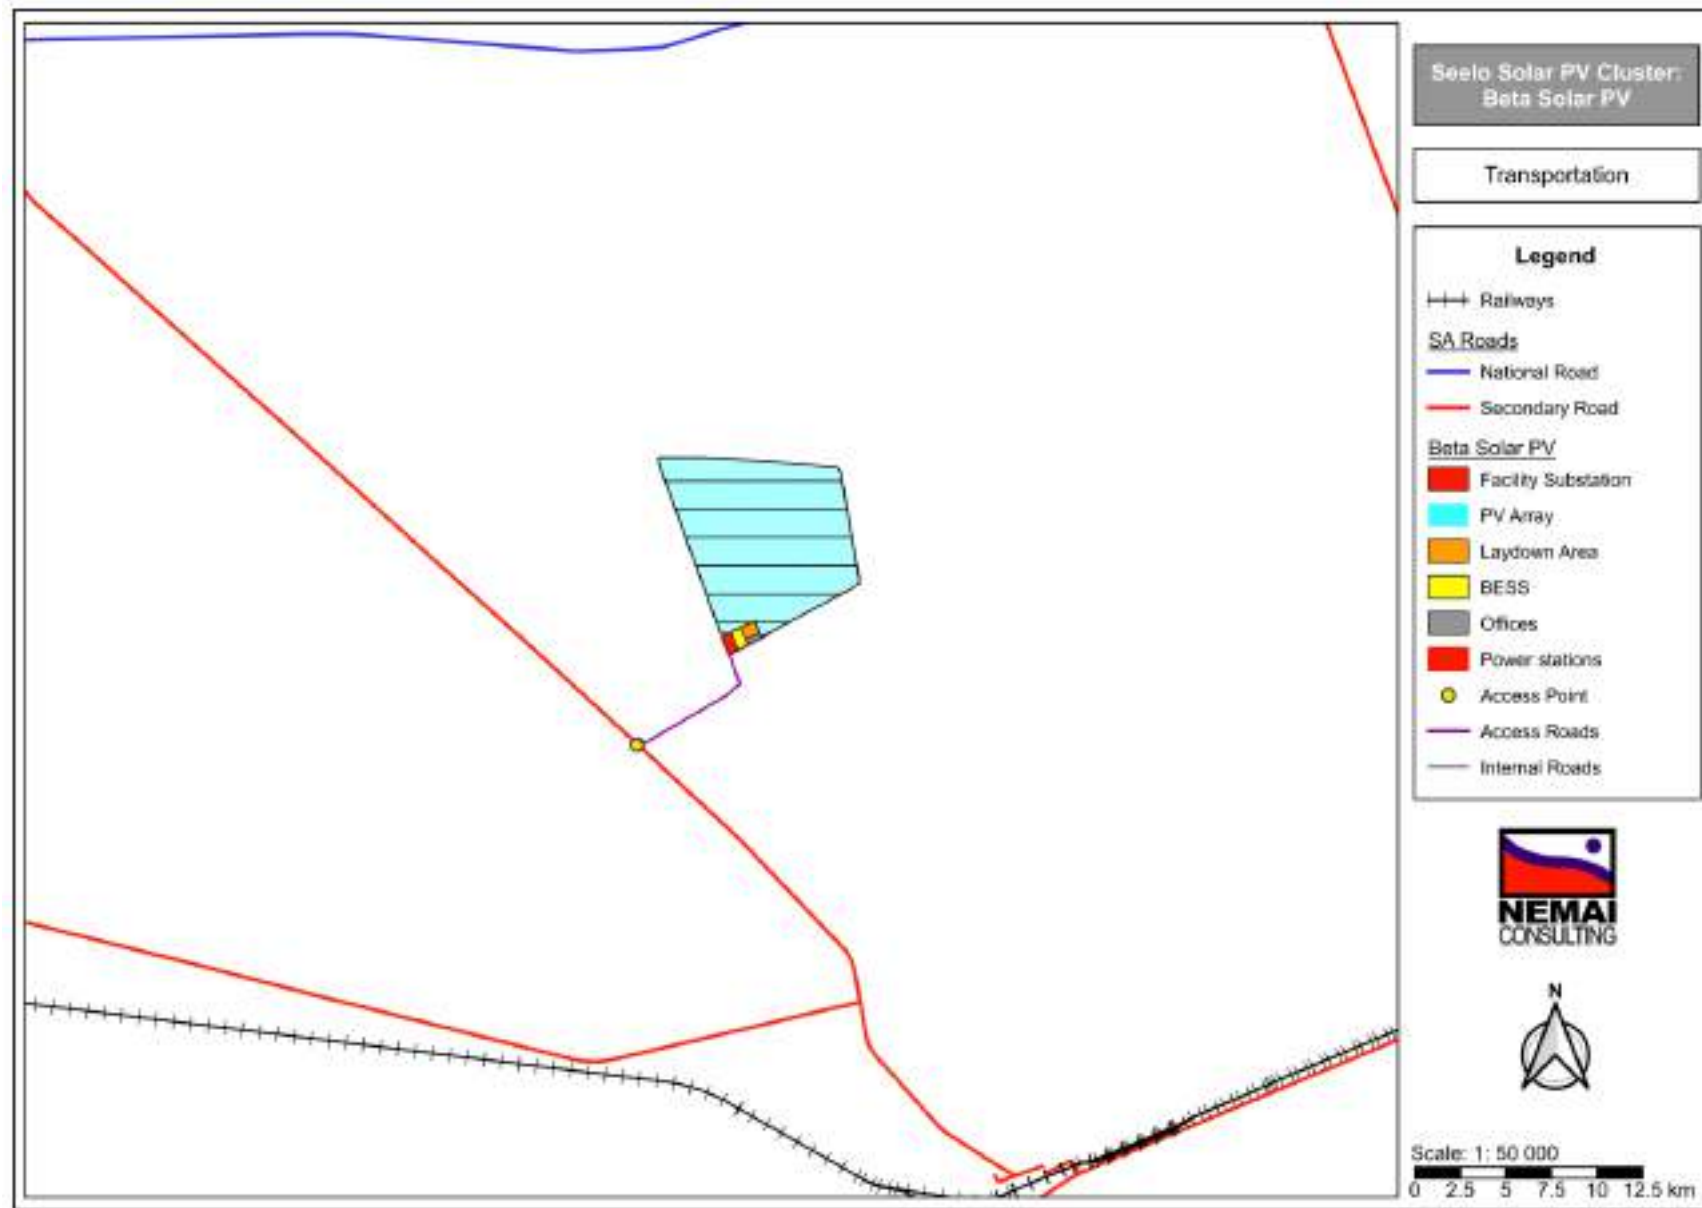 Seelo Solar PV Cluster:
Beta Solar PV
Transportation
Legend
Railways
SA Roads
National Road
Secondary Road
Beta Solar PV
Facility Substation
PV Array
Laydown Area
BESS
Offices
Power stations
Access Point
Access Roads
Internal Roads
NEMAI
CONSULTING
N
Scale: 1: 50 000
0 2.5 5 7.5 10 12.5 km